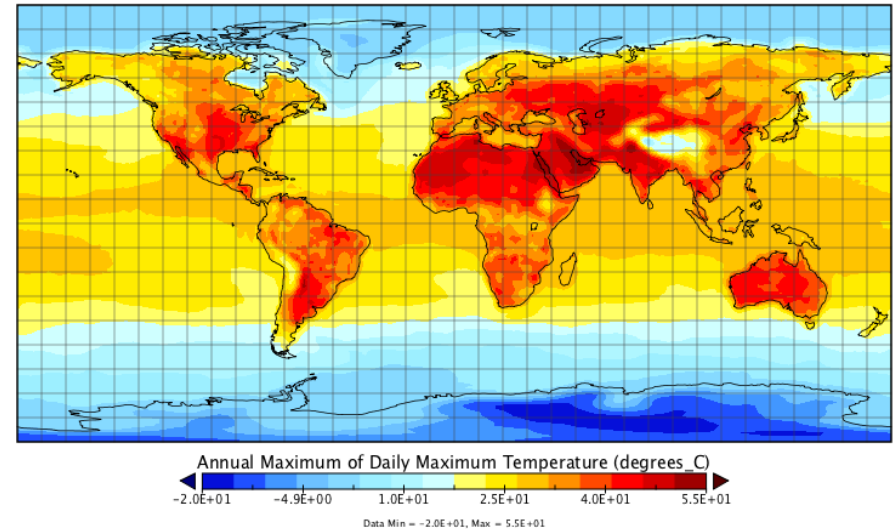 Annual Maximum of Daily Maximum Temperature (degrees_C)
-2.0E+01 -4.9E+00 1.0E+01 2.5E+01 4.0E+01 5.5E+01
Data Min = -2.0E+01, Max = 5.5E+01